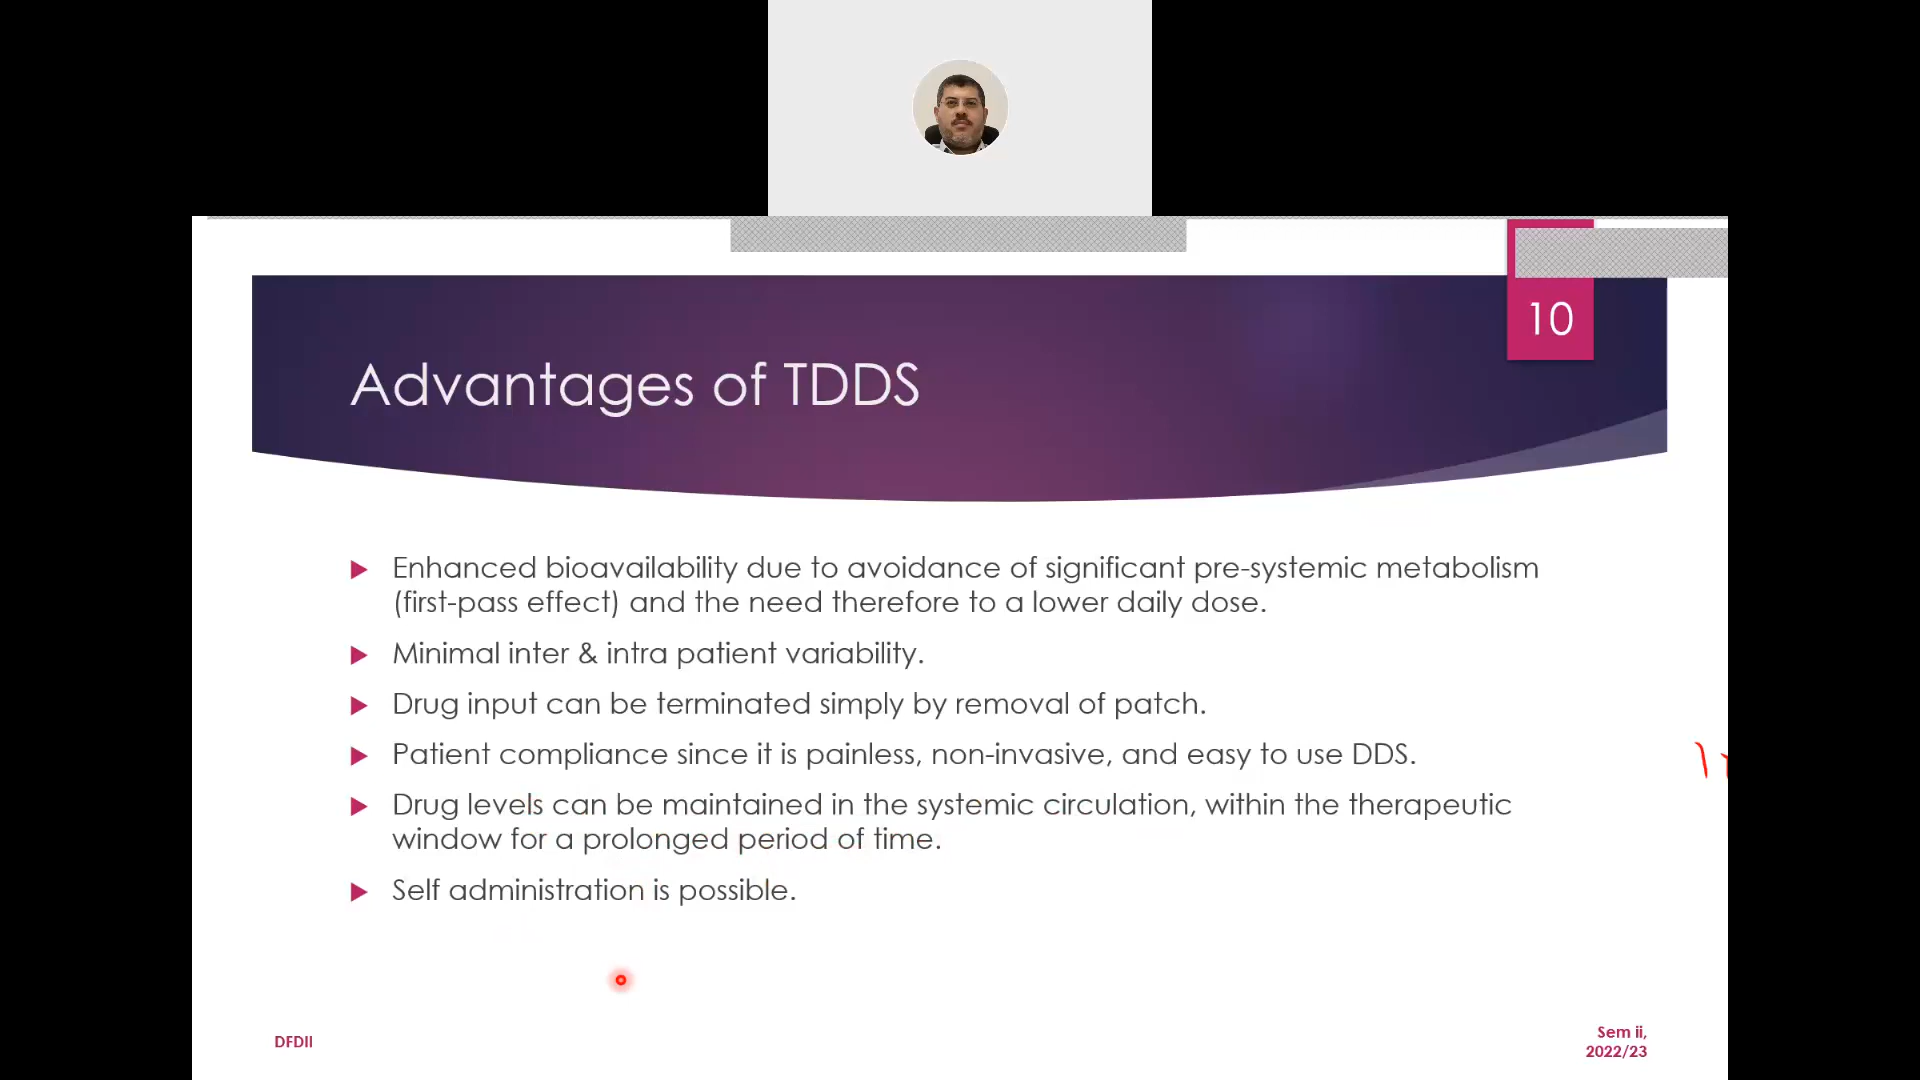 10
Advantages of TDDS
Enhanced bioavailability due to avoidance of significant pre-systemic metabolism
(first-pass effect) and the need therefore to a lower daily dose.
Minimal inter & intra patient variability.
Drug input can be terminated simply by removal of patch.
Patient compliance since it is painless, non-invasive, and easy to use DDS.
Drug levels can be maintained in the systemic circulation, within the therapeutic
window for a prolonged period of time.
Self administration is possible.
DFDII
Sem ii,
2022/23